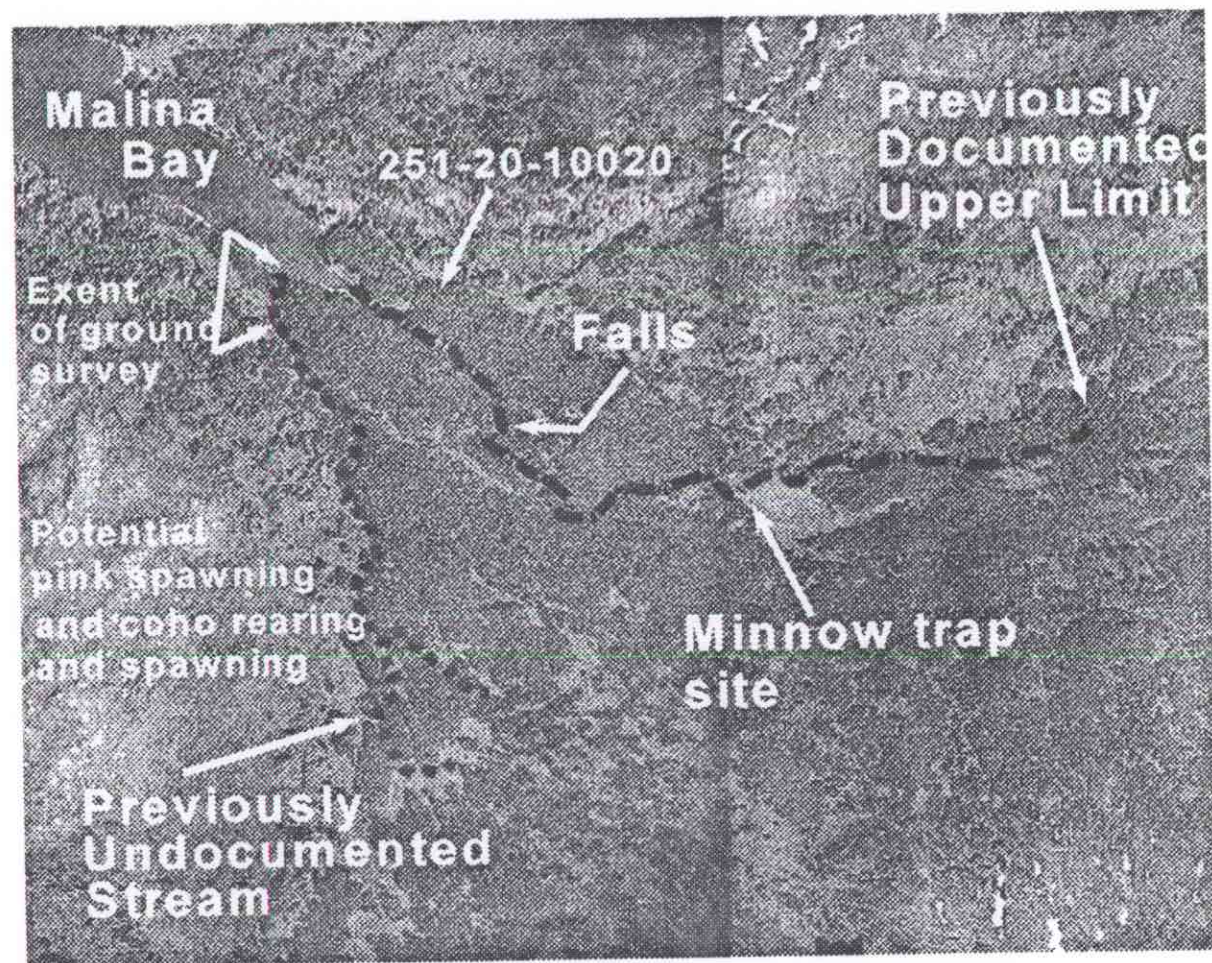 Malina
Bay
251-20-10020
Previously
Documented
Upper Limit
Exent
of ground
survey
Falls
Potential
pink spawning
and coho rearing
and spawning
Minnow trap
site
Previously
Undocumented
Stream